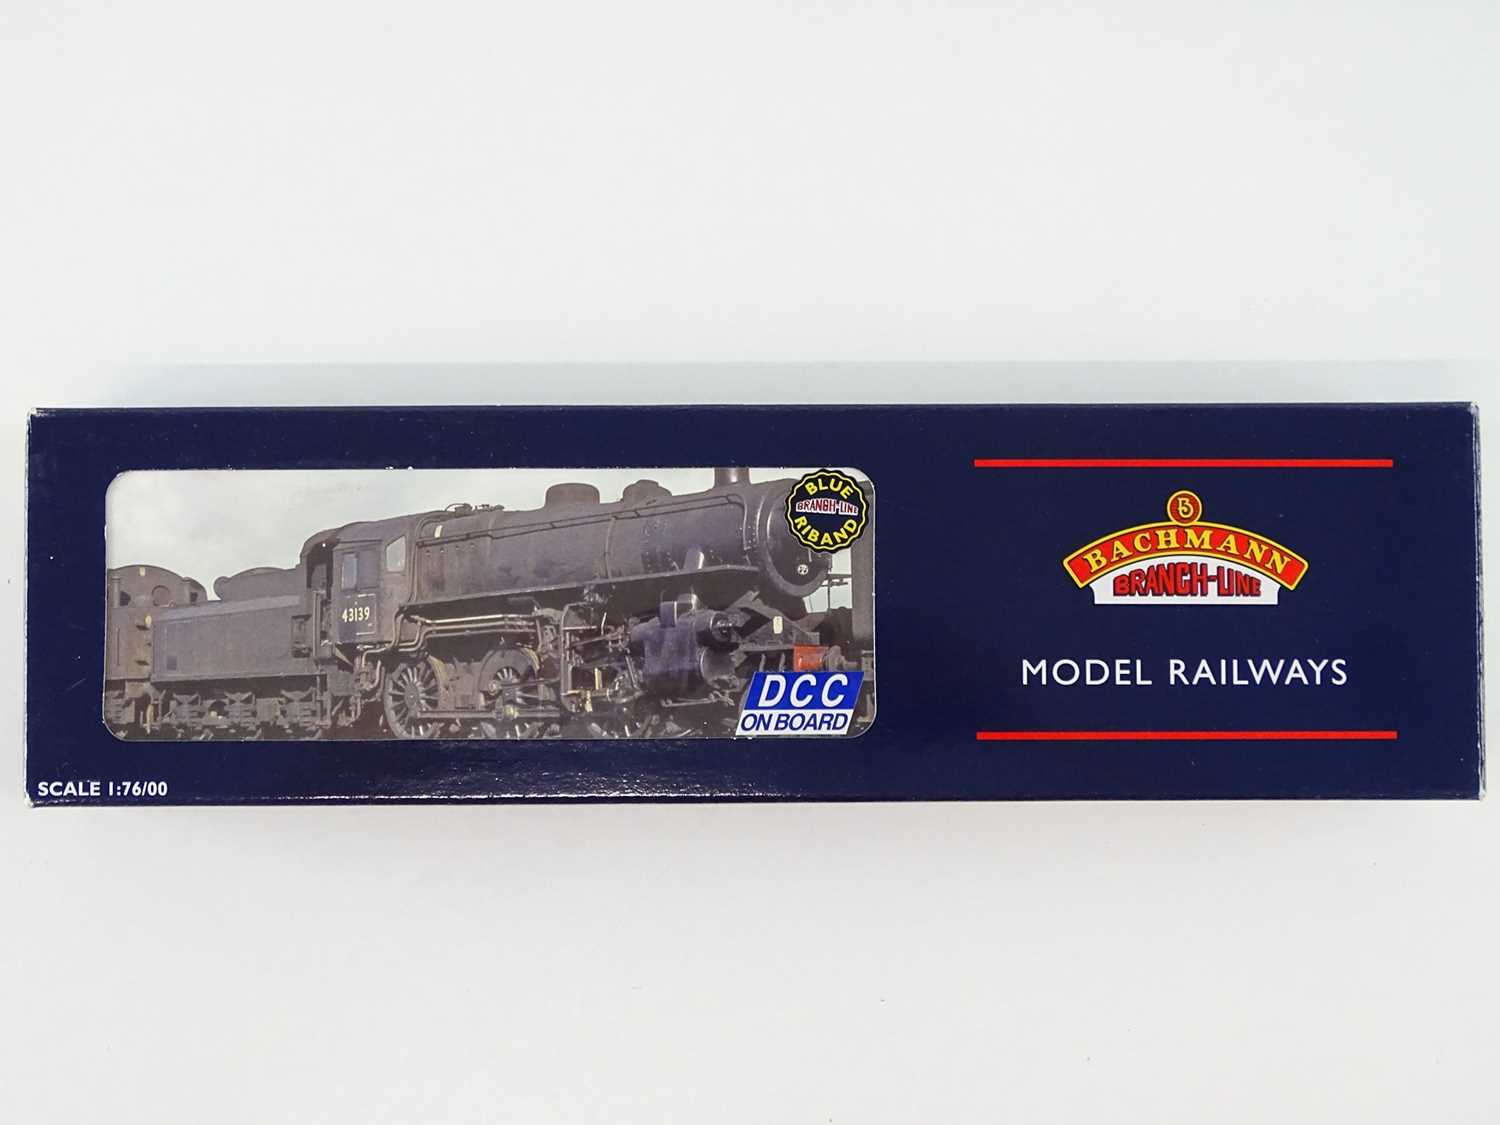 BLUE
BRANCH-LINE
RIBAND
43139
DCC
ON BOARD
SCALE 1:76/00
B
BACHMANN
BRANCH-LINE
MODEL RAILWAYS